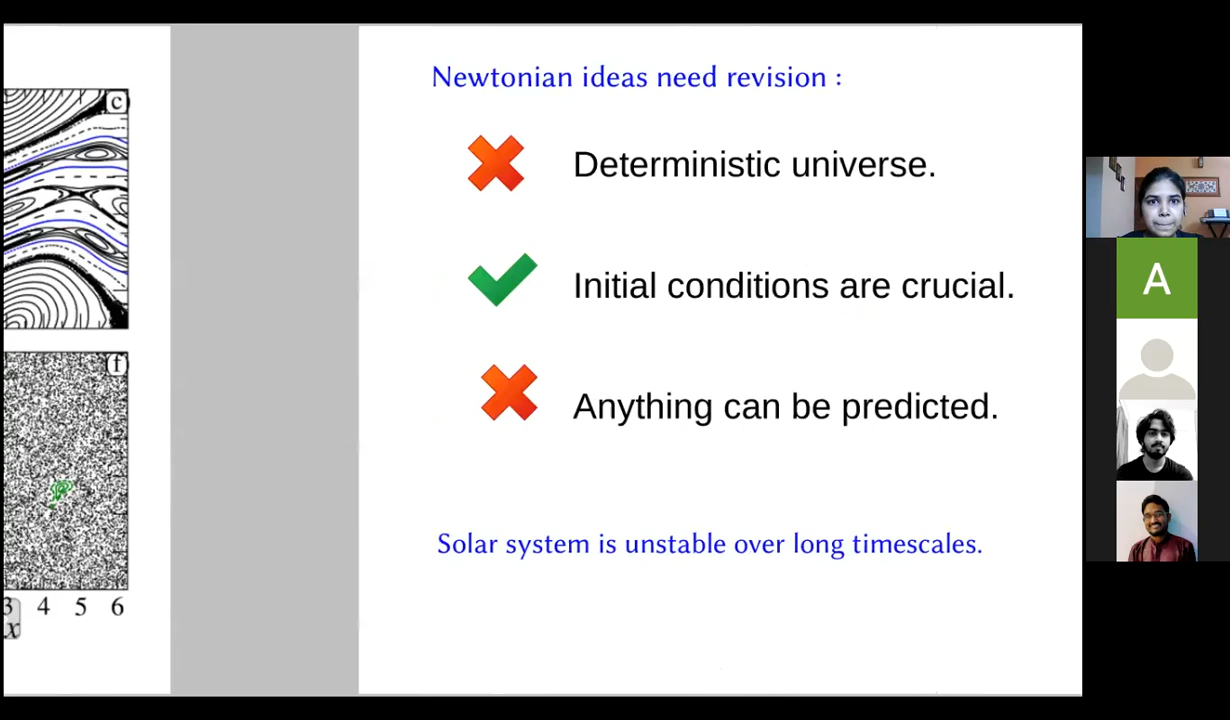 Newtonian ideas need revision :
Deterministic universe.
Initial conditions are crucial.
Anything can be predicted.
Solar system is unstable over long timescales.
c
f
3 4 5 6
x
A